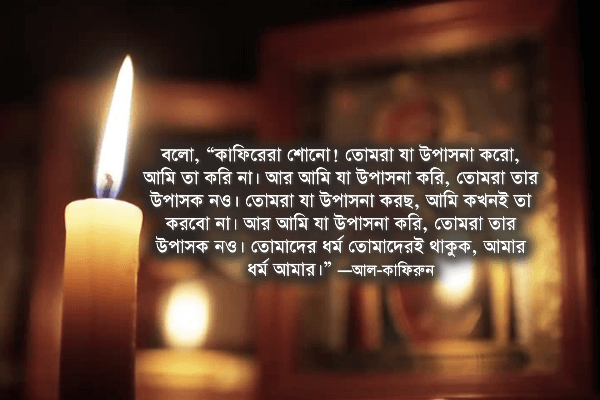 বলো, “কাফিরেরা শোনো! তোমরা যা উপাসনা করো,
আমি তা করি না। আর আমি যা উপাসনা করি, তোমরা তার
উপাসক নও। তোমরা যা উপাসনা করছ, আমি কখনই তা
করবো না। আর আমি যা উপাসনা করি, তোমরা তার
উপাসক নও। তোমাদের ধর্ম তোমাদেরই থাকুক, আমার
ধর্ম আমার।” —আল-কাফিরুন